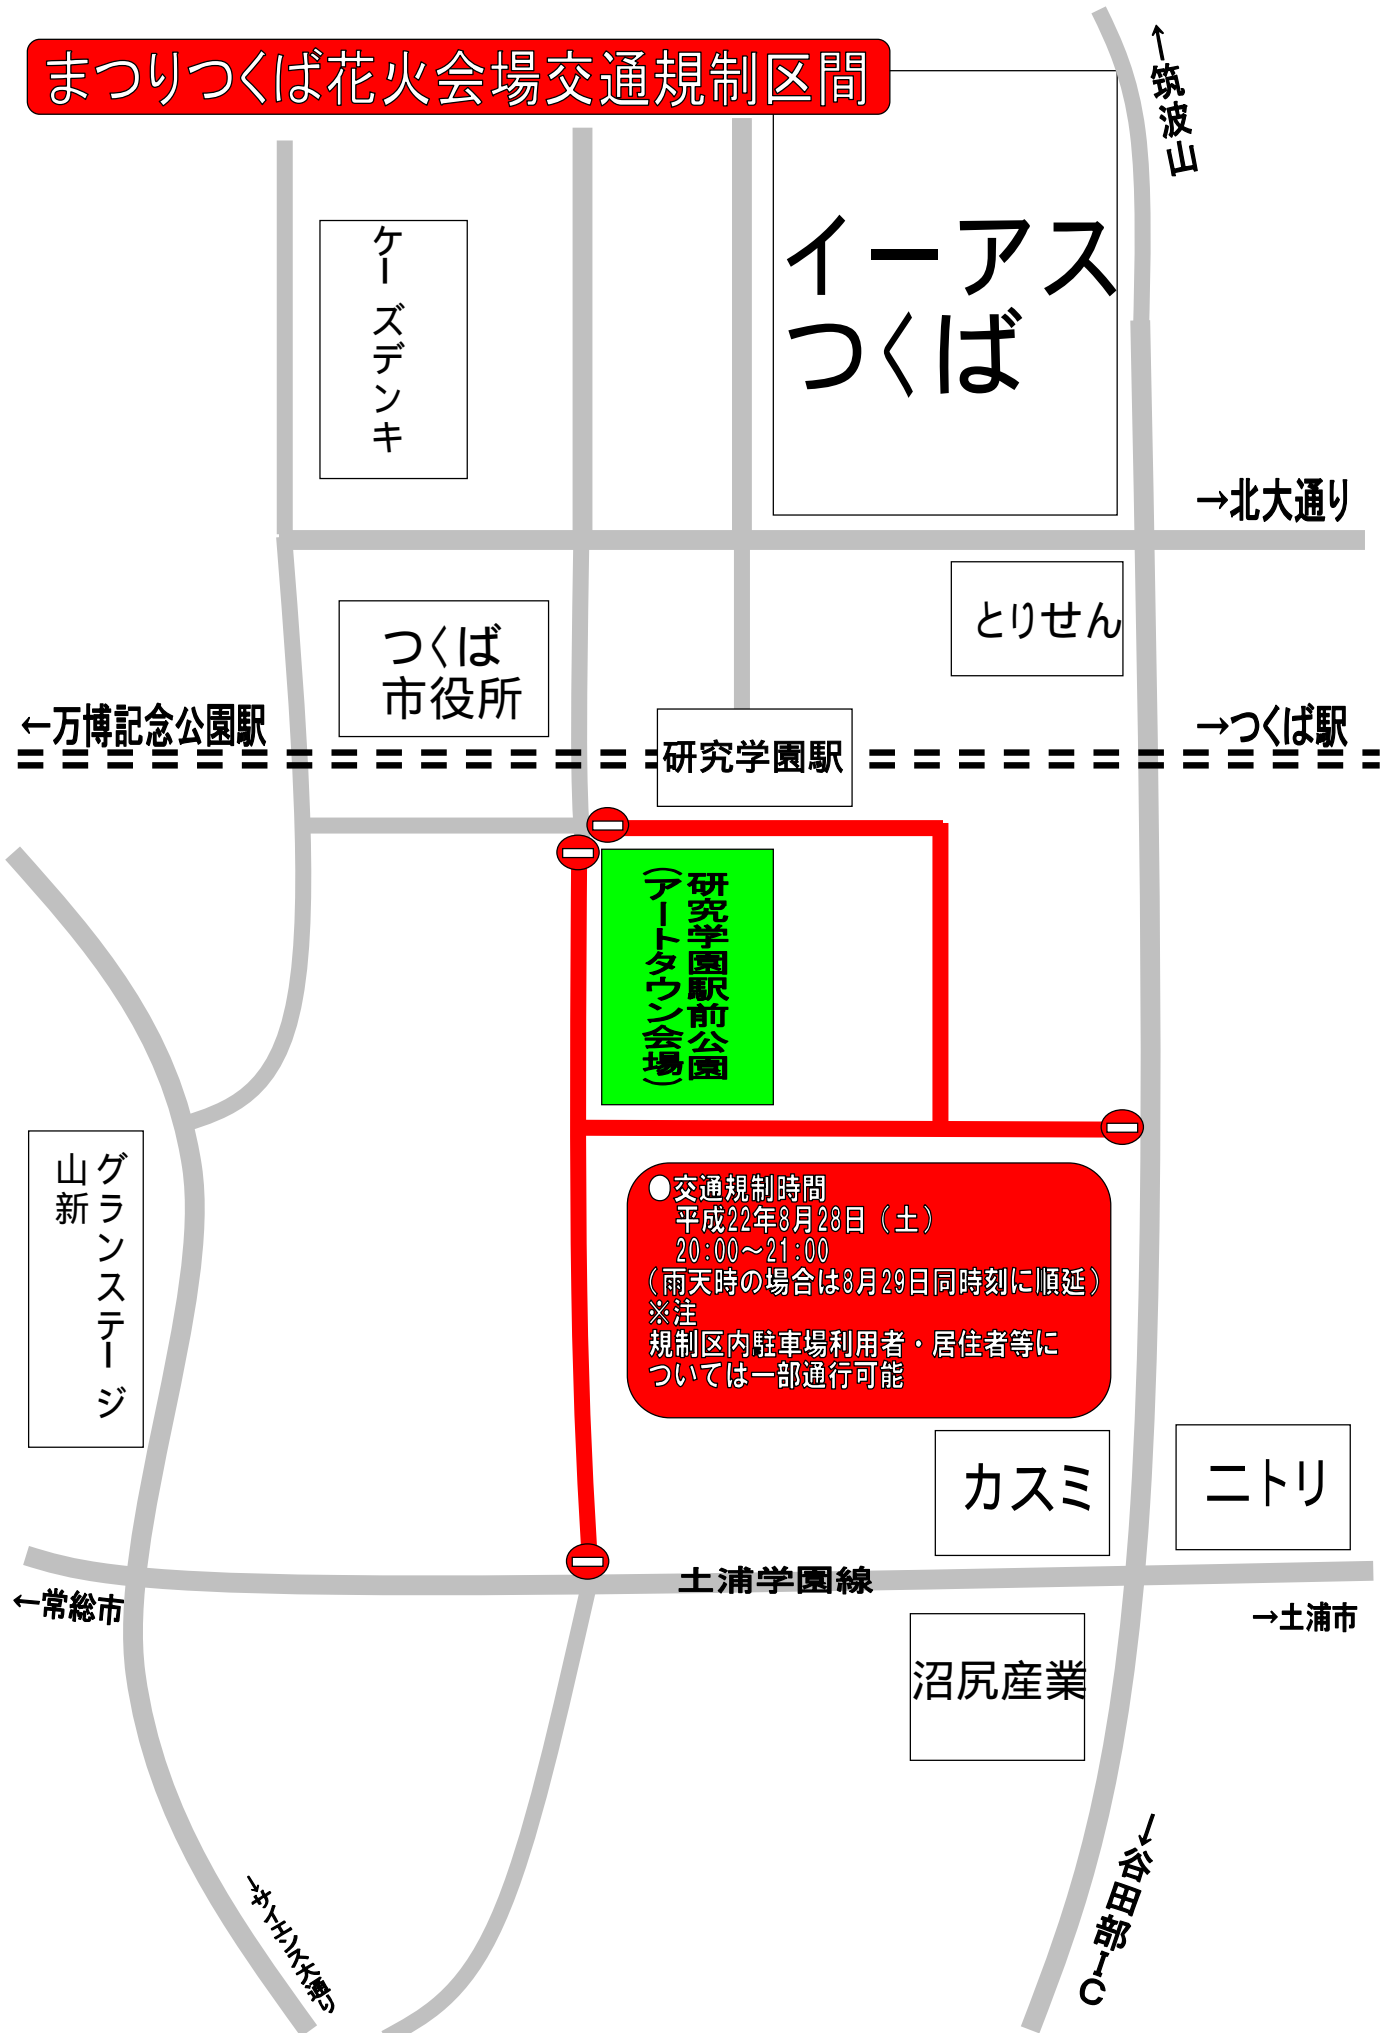 まつりつくば花火会場交通規制区間
←筑波山
ケーズデンキ
イーアス
つくば
→北大通り
とりせん
つくば
市役所
←万博記念公園駅
→つくば駅
研究学園駅
研究学園駅前公園
（アートタウン会場）
グランステージ
山新
●交通規制時間
平成22年8月28日（土）
20:00～21:00
（雨天時の場合は8月29日同時刻に順延）
※注
規制区内駐車場利用者・居住者等に
ついては一部通行可能
カスミ
ニトリ
土浦学園線
←常総市
→土浦市
沼尻産業
→サイエンス大通り
→谷田部IC